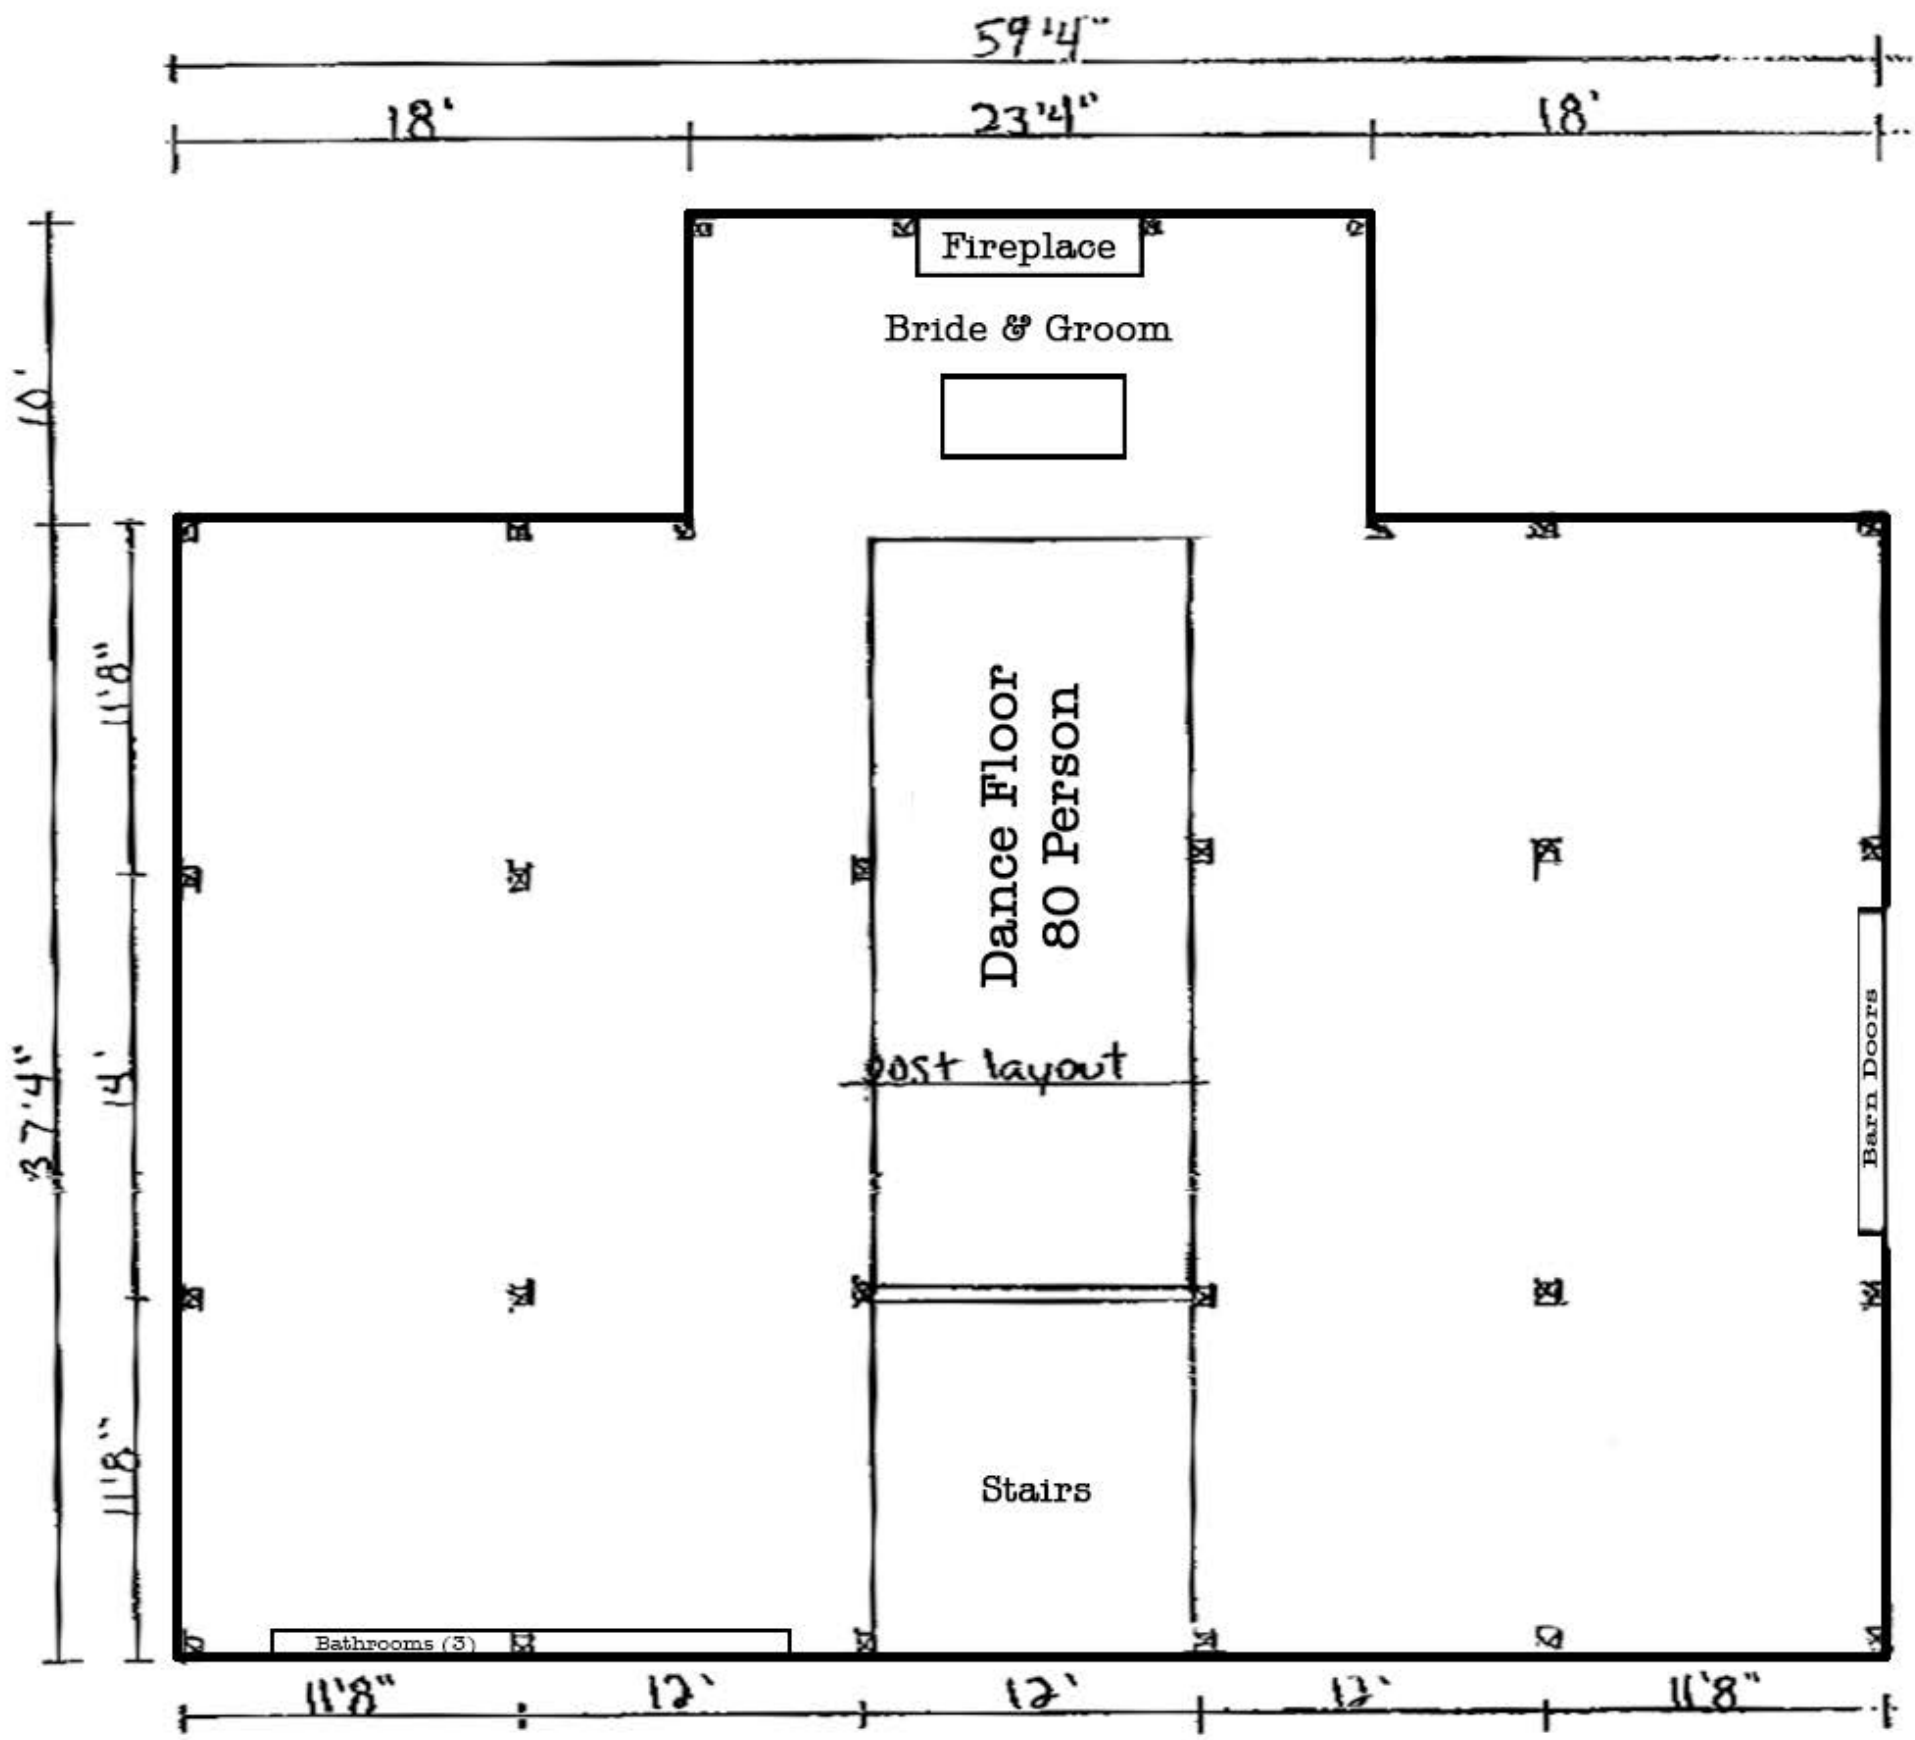 59'4"
18'
23'4"
18'
Fireplace
Bride & Groom
10'
11'8"
Dance Floor
80 Person
post layout
37'4"
14'
Barn Doors
11'8"
Stairs
Bathrooms (3)
11'8"
12'
12'
12'
11'8"